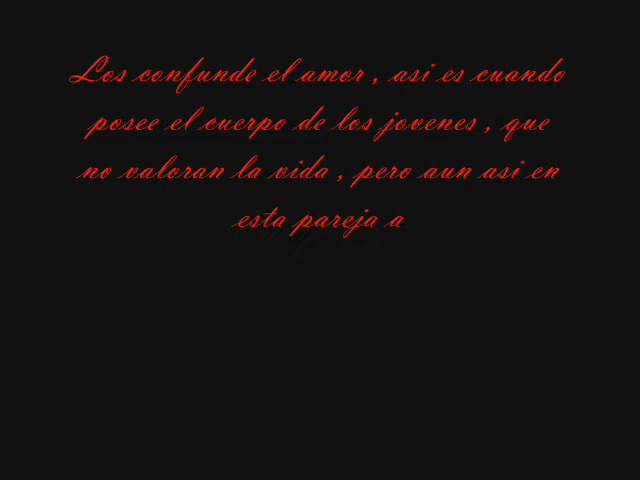 Los confunde el amor , asi es cuando
posee el cuerpo de los jovenes , que
no valoran la vida , pero aun asi en
esta pareja a